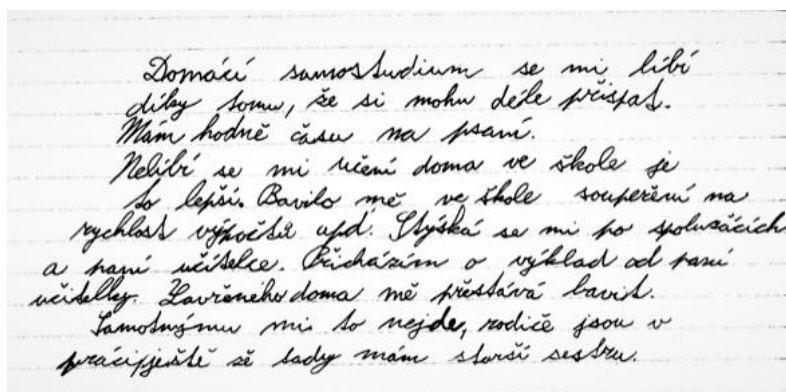 Domácí samostudium se mi líbí
díky tomu, že si mohu déle přispat.
Mám hodně času na psaní.
Nelíbí se mi učení doma ve škole je
to lepší. Bavilo mě ve škole soupeření na
rychlost výpočtů apd. Stýská se mi po spolužácích
a paní učitelce. Přicházím o výklad od paní
učitelky. Zavřeného doma mě přestává bavit.
Samotnýmu mi to nejde, rodiče jsou v
práci,ještě že tady mám starší sestru.